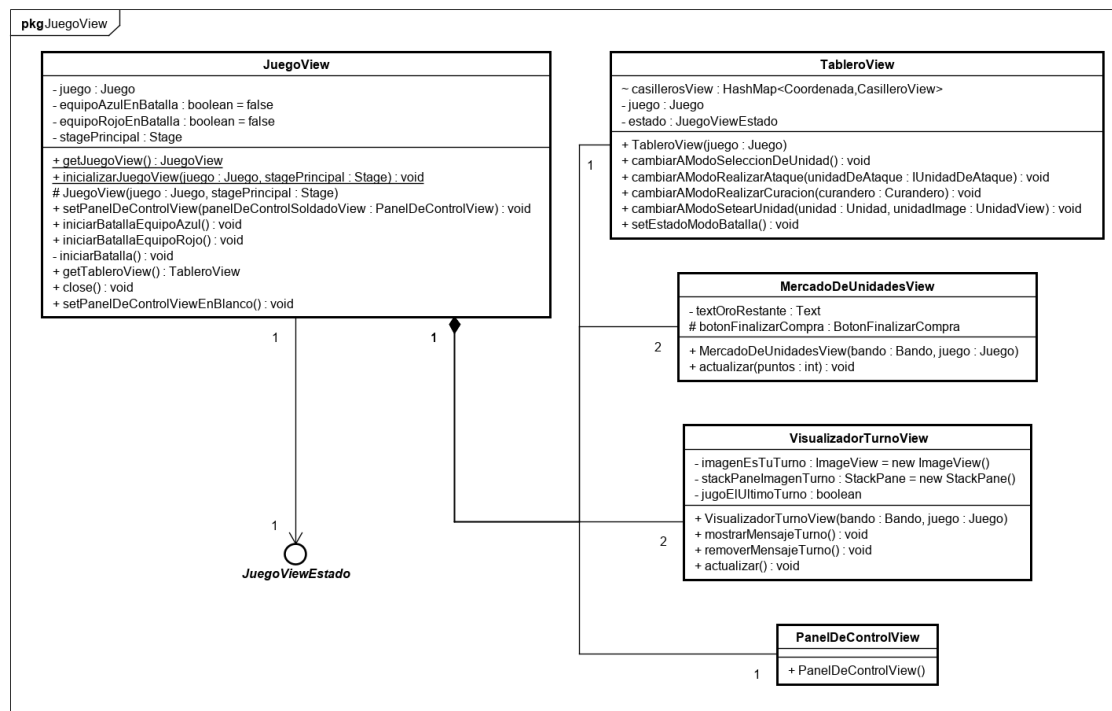 pkg JuegoView
JuegoView
- juego : Juego
- equipoAzulEnBatalla : boolean = false
- equipoRojoEnBatalla : boolean = false
- stagePrincipal : Stage
+ getJuegoView() : JuegoView
+ inicializarJuegoView(juego : Juego, stagePrincipal : Stage) : void
# JuegoView(juego : Juego, stagePrincipal : Stage)
+ setPanelDeControlView(panelDeControlSoldadoView : PanelDeControlView) : void
+ iniciarBatallaEquipoAzul() : void
+ iniciarBatallaEquipoRojo() : void
- iniciarBatalla() : void
+ getTableroView() : TableroView
+ close() : void
+ setPanelDeControlViewEnBlanco() : void
1
1
1
JuegoViewEstado
TableroView
~ casillerosView : HashMap<Coordenada,CasilleroView>
- juego : Juego
- estado : JuegoViewEstado
+ TableroView(juego : Juego)
+ cambiarAModoSeleccionDeUnidad() : void
+ cambiarAModoRealizarAtaque(unidadDeAtaque : IUnidadDeAtaque) : void
+ cambiarAModoRealizarCuracion(curandero : Curandero) : void
+ cambiarAModoSetearUnidad(unidad : Unidad, unidadImage : UnidadView) : void
+ setEstadoModoBatalla() : void
1
MercadoDeUnidadesView
- textOroRestante : Text
# botonFinalizarCompra : BotonFinalizarCompra
+ MercadoDeUnidadesView(bando : Bando, juego : Juego)
+ actualizar(puntos : int) : void
2
VisualizadorTurnoView
- imagenEsTuTurno : ImageView = new ImageView()
- stackPaneImagenTurno : StackPane = new StackPane()
- jugoElUltimoTurno : boolean
+ VisualizadorTurnoView(bando : Bando, juego : Juego)
+ mostrarMensajeTurno() : void
+ removerMensajeTurno() : void
+ actualizar() : void
2
PanelDeControlView
+ PanelDeControlView()
1